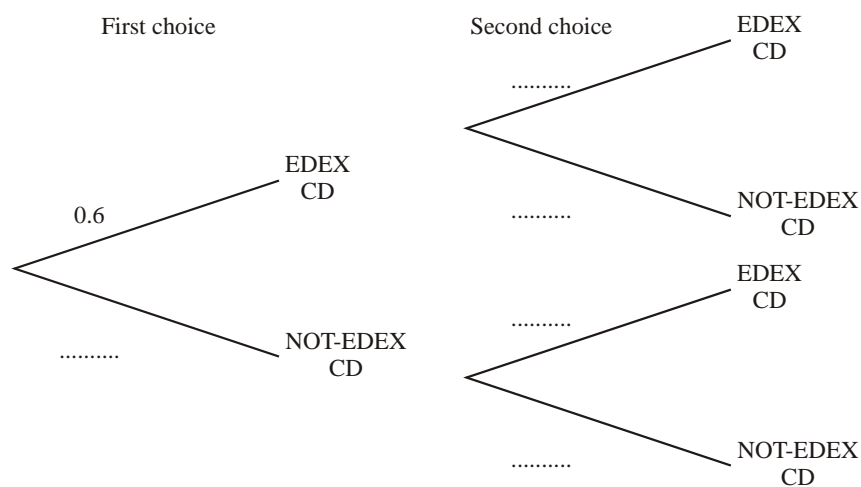 First choice
Second choice
EDEX
CD
..........
NOT-EDEX
CD
..........
EDEX
CD
0.6
NOT-EDEX
CD
..........
EDEX
CD
..........
NOT-EDEX
CD
..........